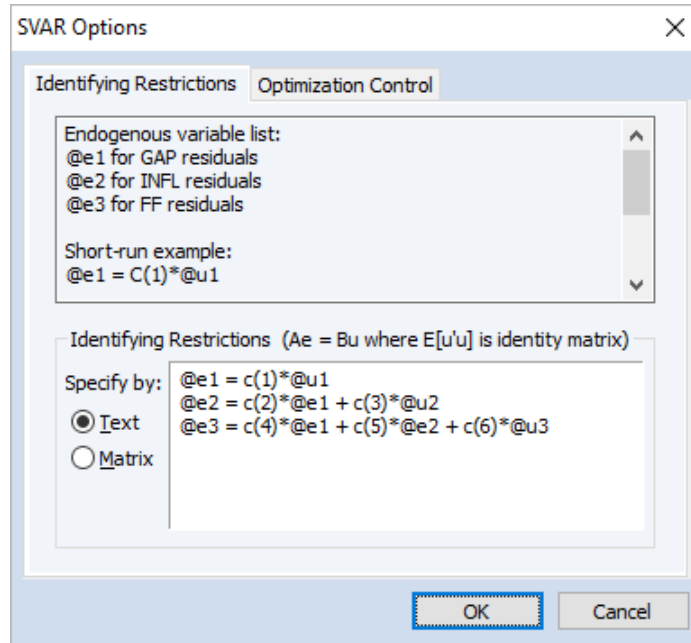 SVAR Options
Identifying Restrictions
Optimization Control
Endogenous variable list:
@e1 for GAP residuals
@e2 for INFL residuals
@e3 for FF residuals
Short-run example:
@e1 = C(1)*@u1
Identifying Restrictions (Ae = Bu where E[u'u] is identity matrix)
Specify by:
Text
Matrix
@e1 = c(1)*@u1
@e2 = c(2)*@e1 + c(3)*@u2
@e3 = c(4)*@e1 + c(5)*@e2 + c(6)*@u3
OK
Cancel